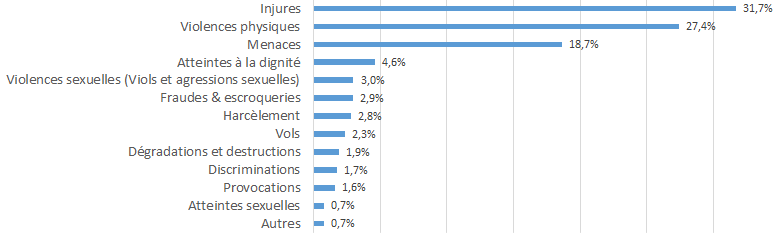 Injures 31,7%
Violences physiques 27,4%
Menaces 18,7%
Atteintes à la dignité 4,6%
Violences sexuelles (Viols et agressions sexuelles) 3,0%
Fraudes & escroqueries 2,9%
Harcèlement 2,8%
Vols 2,3%
Dégradations et destructions 1,9%
Discriminations 1,7%
Provocations 1,6%
Atteintes sexuelles 0,7%
Autres 0,7%